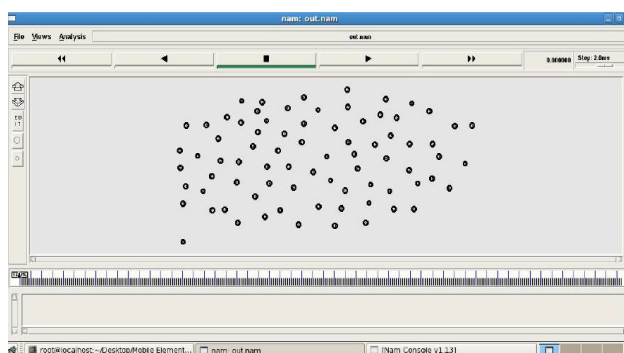 nam: out.nam
File Views Analysis out.nam
0.000000 Step: 2.0ms
root@localhost:~/Desktop/Mobile Element... nam: out.nam [Nam Console v1.13]